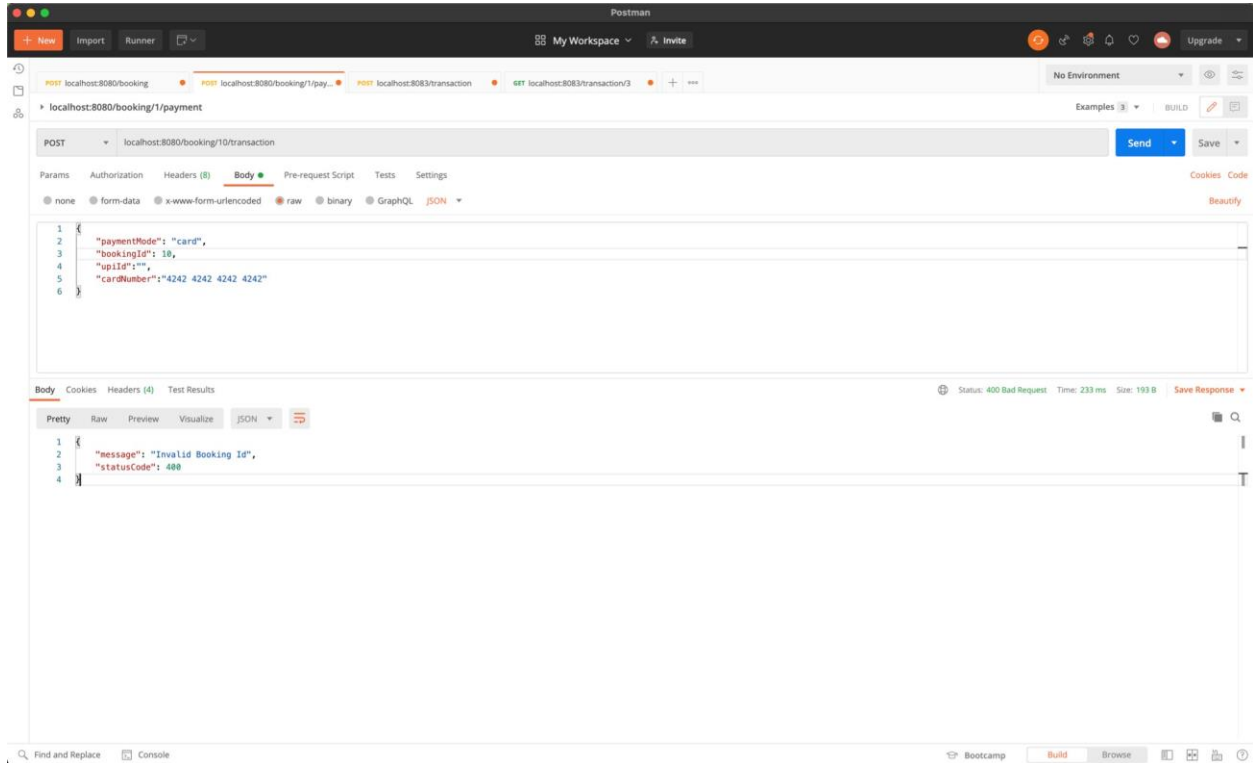 Postman
+ New Import Runner My Workspace Invite Upgrade
POST localhost:8080/booking POST localhost:8080/booking/1/pay... POST localhost:8083/transaction GET localhost:8083/transaction/3 + No Environment
localhost:8080/booking/1/payment Examples 3 BUILD
POST localhost:8080/booking/10/transaction Send Save
Params Authorization Headers (8) Body Pre-request Script Tests Settings Cookies Code
none form-data x-www-form-urlencoded raw binary GraphQL JSON Beautify
1 {
2 "paymentMode": "card",
3 "bookingId": 10,
4 "upiId":"",
5 "cardNumber":"4242 4242 4242 4242"
6 }
Body Cookies Headers (4) Test Results Status: 400 Bad Request Time: 233 ms Size: 193 B Save Response
Pretty Raw Preview Visualize JSON
1 {
2 "message": "Invalid Booking Id",
3 "statusCode": 400
4 }
Find and Replace Console Bootcamp Build Browse